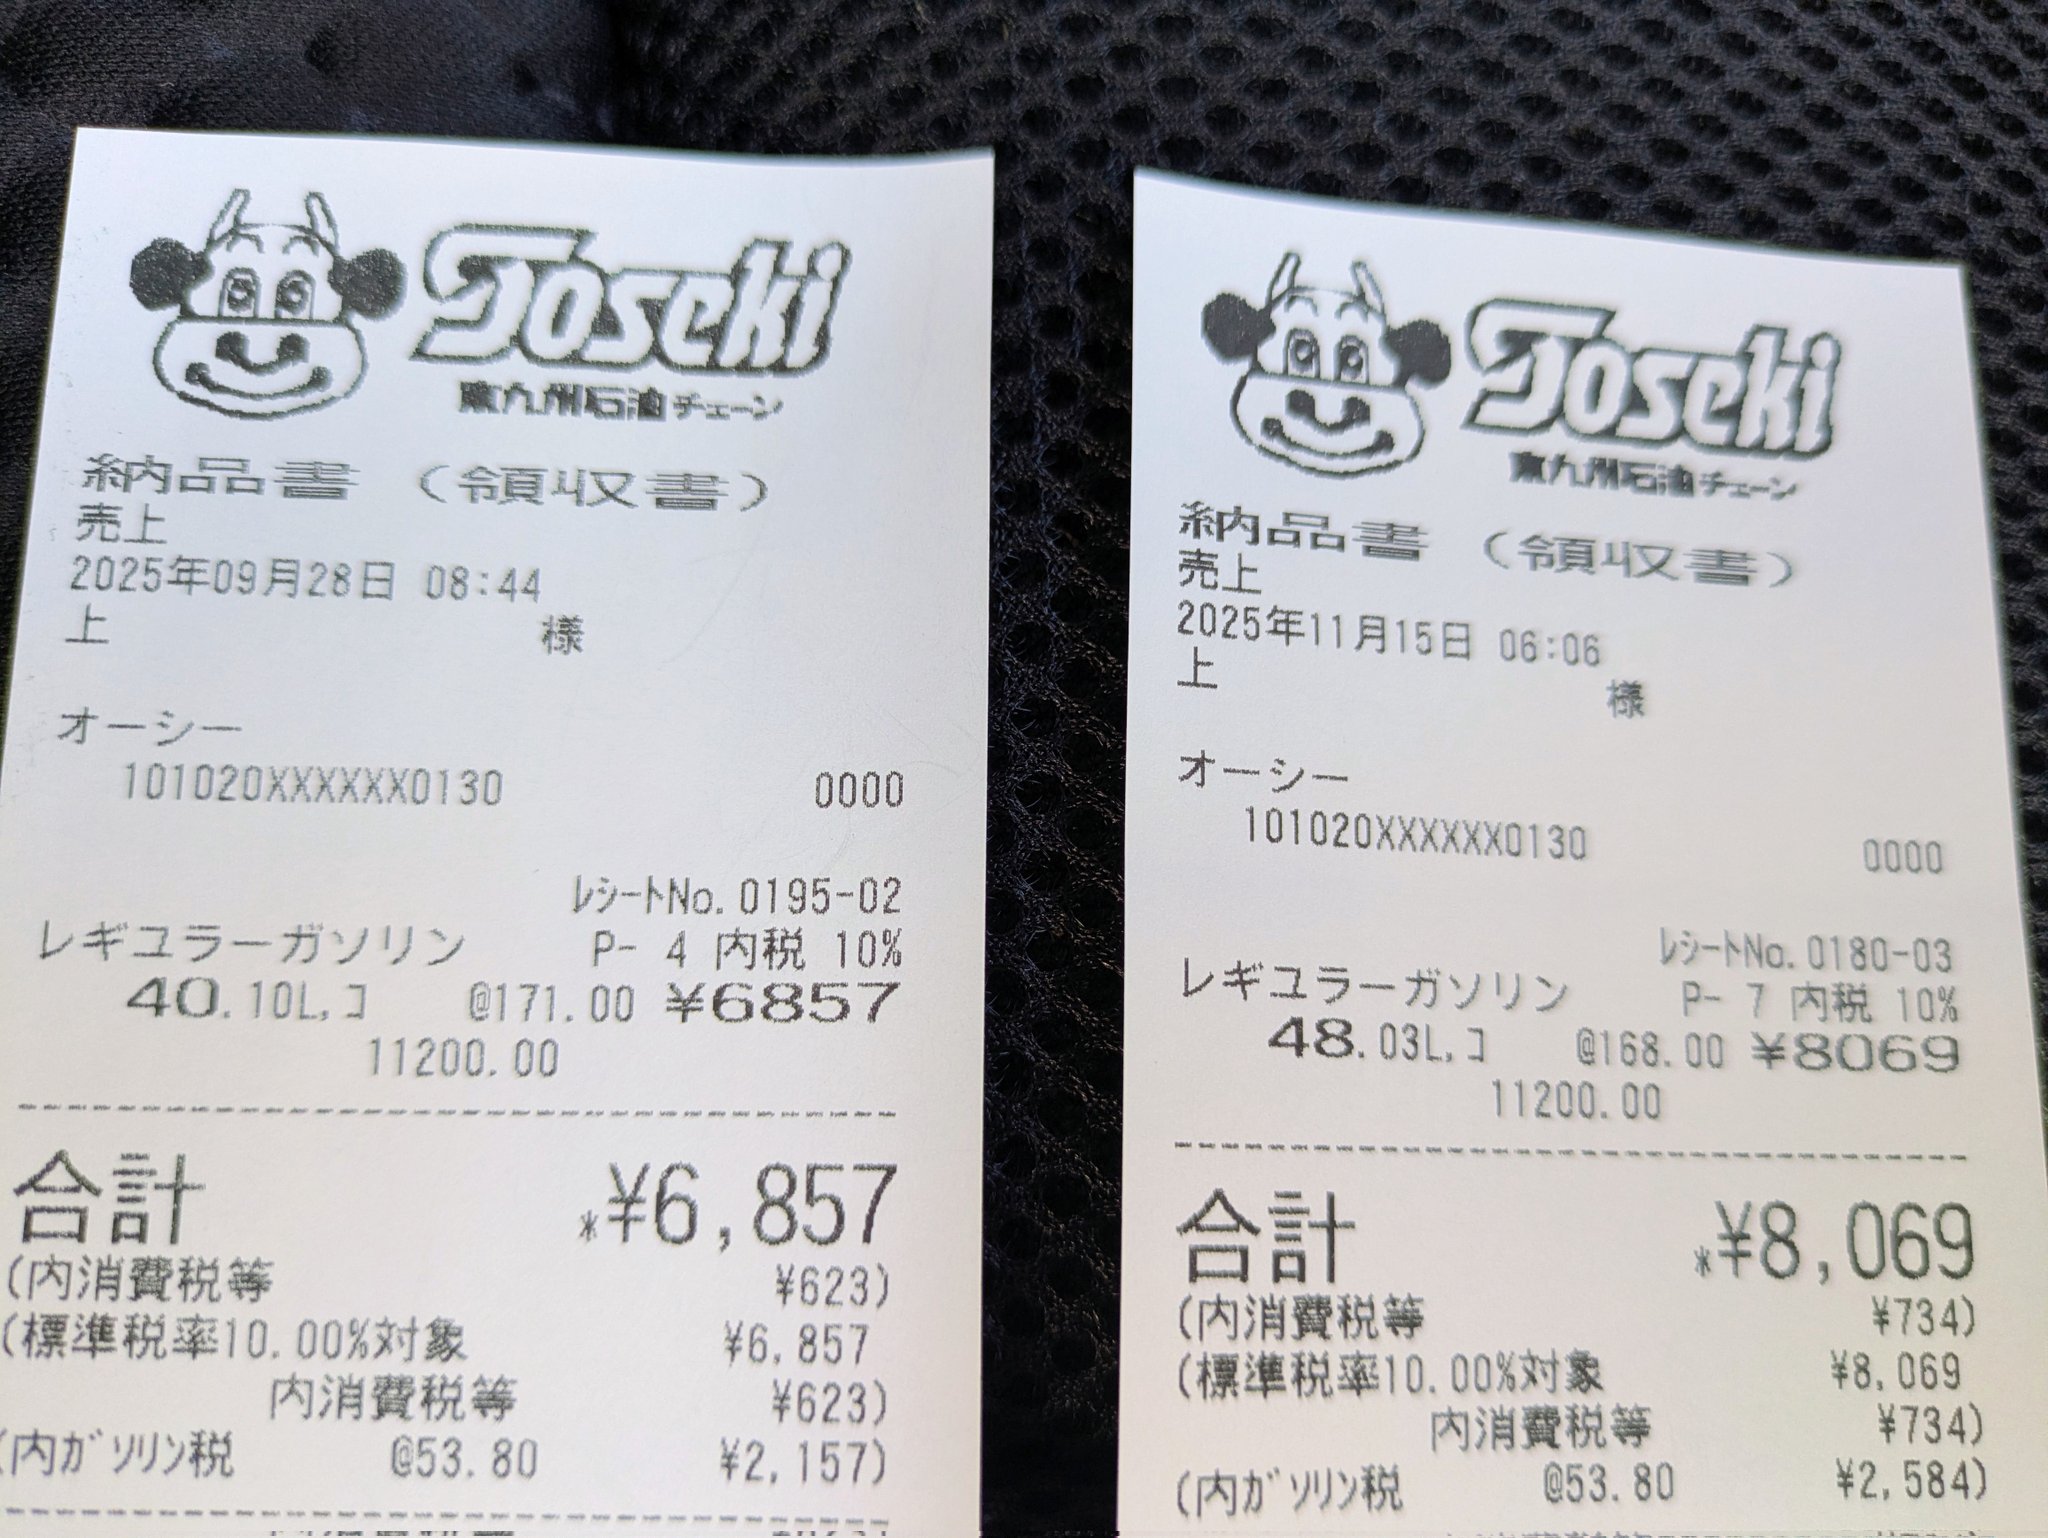 Joseki
東九州石油チェーン
納品書 (領収書)
売上
2025年09月28日 08:44
上 様
オーシー
101020XXXXXX0130 0000
ﾚｼｰﾄNo.0195-02
レギュラーガソリン P- 4 内税 10%
40.10L,コ @171.00 ¥6857
11200.00
合計 *¥6,857
(内消費税等 ¥623)
(標準税率10.00%対象 ¥6,857
内消費税等 ¥623)
(内ｶﾞｿﾘﾝ税 @53.80 ¥2,157)
Joseki
東九州石油チェーン
納品書 (領収書)
売上
2025年11月15日 06:06
上 様
オーシー
101020XXXXXX0130 0000
ﾚｼｰﾄNo.0180-03
レギュラーガソリン P- 7 内税 10%
48.03L,コ @168.00 ¥8069
11200.00
合計 *¥8,069
(内消費税等 ¥734)
(標準税率10.00%対象 ¥8,069
内消費税等 ¥734)
(内ｶﾞｿﾘﾝ税 @53.80 ¥2,584)